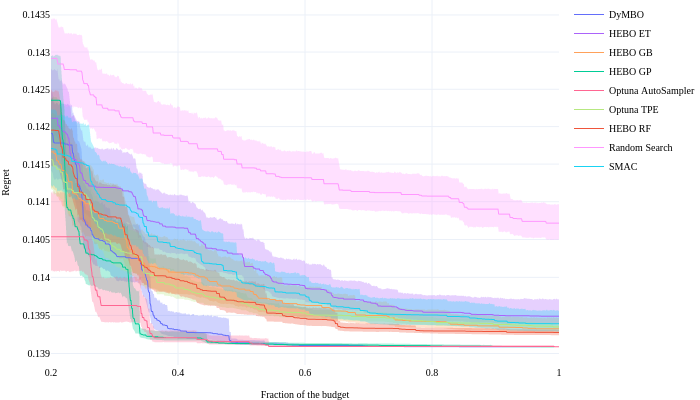 0.1435
0.143
0.1425
0.142
0.1415
0.141
0.1405
0.14
0.1395
0.139
Regret
0.2
0.4
0.6
0.8
1
Fraction of the budget
DyMBO
HEBO ET
HEBO GB
HEBO GP
Optuna AutoSampler
Optuna TPE
HEBO RF
Random Search
SMAC